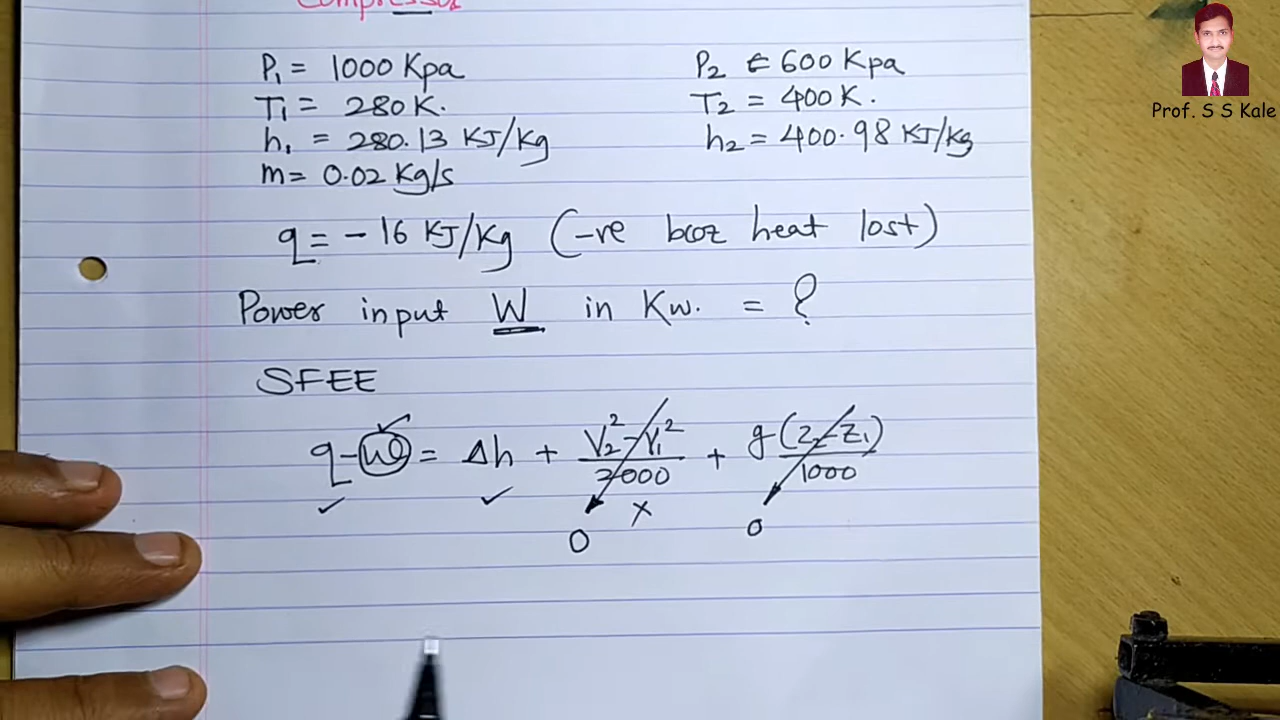 Compressor
P₁ = 1000 Kpa P₂ = 600 Kpa
T₁ = 280 K. T₂ = 400 K.
h₁ = 280.13 KJ/Kg h₂ = 400.98 KJ/Kg
m = 0.02 Kg/s
q = -16 KJ/Kg (-ve bcoz heat lost)
Power input W in Kw. = ?
SFEE
q - w = Δh + V₂² - V₁² / 2000 + g(z₂ - z₁) / 1000
0 x 0
Prof. S S Kale